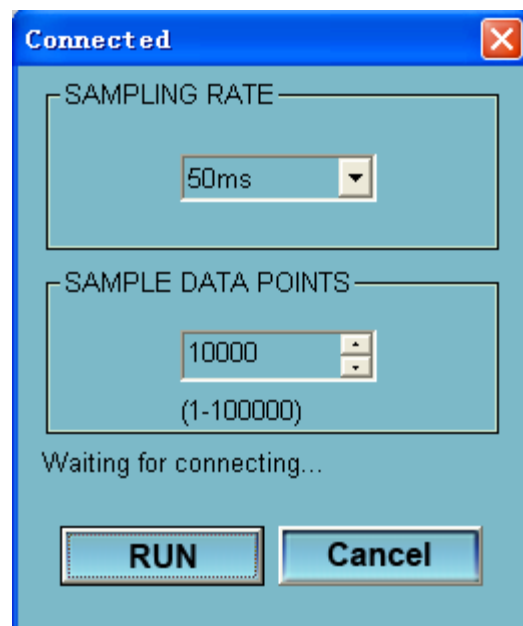 Connected
SAMPLING RATE
50ms
SAMPLE DATA POINTS
10000
(1-100000)
Waiting for connecting...
RUN
Cancel